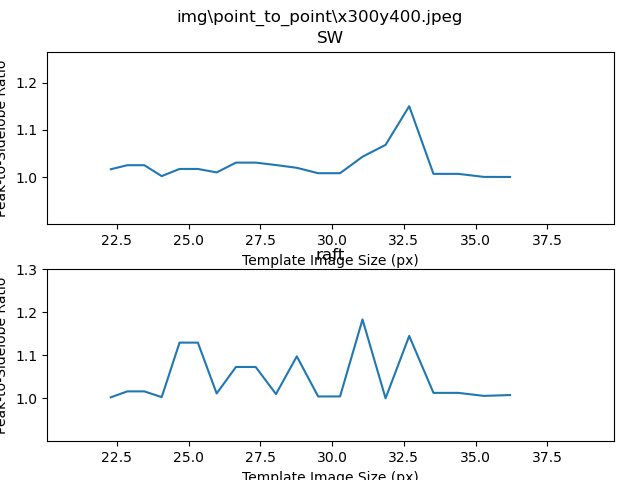 img\point_to_point\x300y400.jpeg
SW
Peak-to-Sidelobe Ratio
1.2
1.1
1.0
22.5 25.0 27.5 30.0 32.5 35.0 37.5
Template Image Size (px)
raft
Peak-to-Sidelobe Ratio
1.3
1.2
1.1
1.0
22.5 25.0 27.5 30.0 32.5 35.0 37.5
Template Image Size (px)